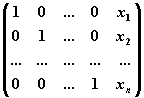 1 0 ... 0 x₁
0 1 ... 0 x₂
... ... ... ... ...
0 0 ... 1 xₙ